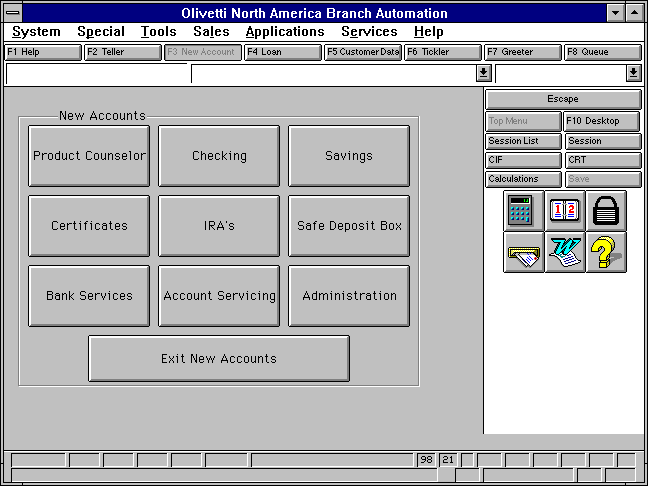 Olivetti North America Branch Automation
System Special Tools Sales Applications Services Help
F1 Help F2 Teller F3 New Account F4 Loan F5 Customer Data F6 Tickler F7 Greeter F8 Queue
Escape
Top Menu F10 Desktop
Session List Session
CIF CRT
Calculations Save
1 2
W
?
New Accounts
Product Counselor Checking Savings
Certificates IRA's Safe Deposit Box
Bank Services Account Servicing Administration
Exit New Accounts
98 21